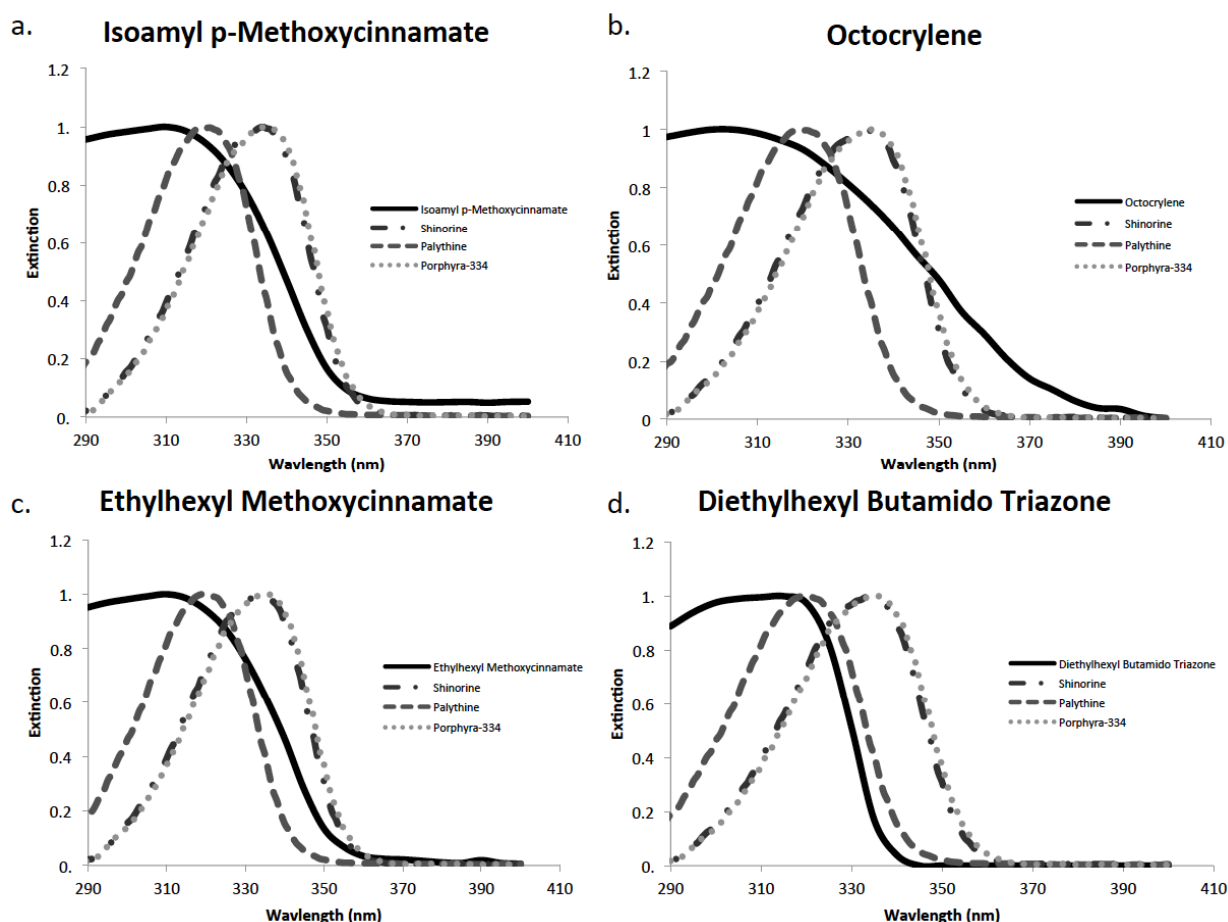 a.
Isoamyl p-Methoxycinnamate
1.2
1.
0.8
0.6
0.4
0.2
0.
Extinction
290 310 330 350 370 390 410
Wavlength (nm)
Isoamyl p-Methoxycinnamate
Shinorine
Palythine
Porphyra-334
b.
Octocrylene
1.2
1.
0.8
0.6
0.4
0.2
0.
Extinction
290 310 330 350 370 390 410
Wavlength (nm)
Octocrylene
Shinorine
Palythine
Porphyra-334
c.
Ethylhexyl Methoxycinnamate
1.2
1.
0.8
0.6
0.4
0.2
0.
Extinction
290 310 330 350 370 390 410
Wavlength (nm)
Ethylhexyl Methoxycinnamate
Shinorine
Palythine
Porphyra-334
d.
Diethylhexyl Butamido Triazone
1.2
1.
0.8
0.6
0.4
0.2
0.
Extinction
290 310 330 350 370 390 410
Wavlength (nm)
Diethylhexyl Butamido Triazone
Shinorine
Palythine
Porphyra-334